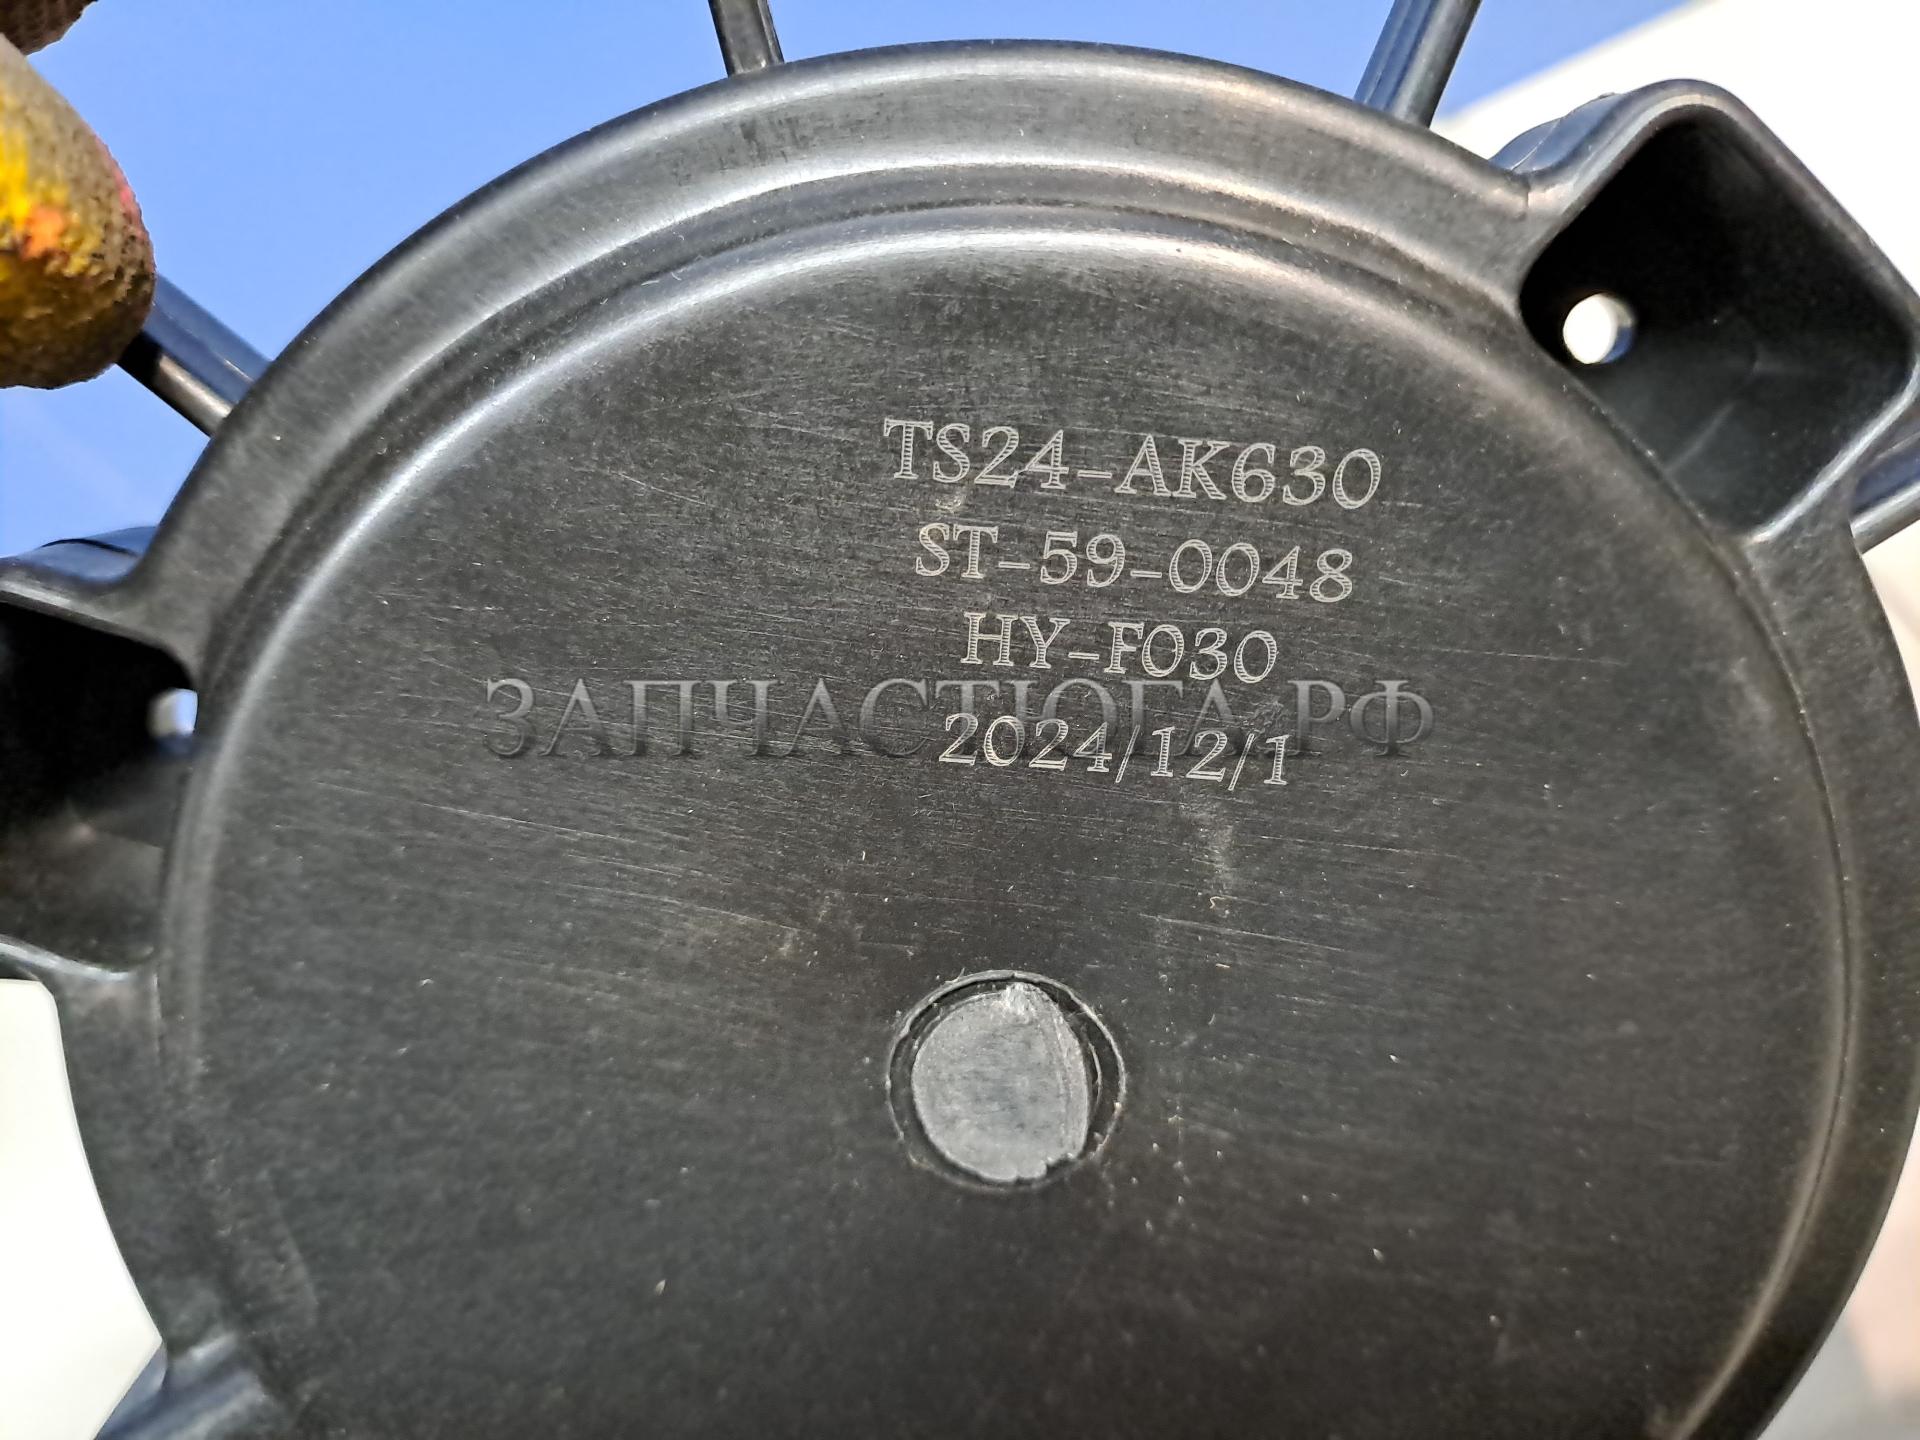 TS24-AK630
ST-59-0048
HY-F030
ЗАПЧАСТЮГА.РФ
2024/12/1